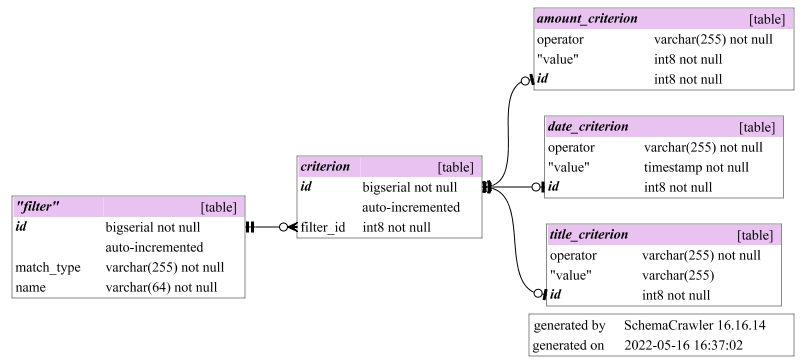 amount_criterion [table]
operator varchar(255) not null
"value" int8 not null
id int8 not null
date_criterion [table]
operator varchar(255) not null
"value" timestamp not null
id int8 not null
criterion [table]
id bigserial not null
auto-incremented
filter_id int8 not null
"filter" [table]
id bigserial not null
auto-incremented
match_type varchar(255) not null
name varchar(64) not null
title_criterion [table]
operator varchar(255) not null
"value" varchar(255)
id int8 not null
generated by SchemaCrawler 16.16.14
generated on 2022-05-16 16:37:02